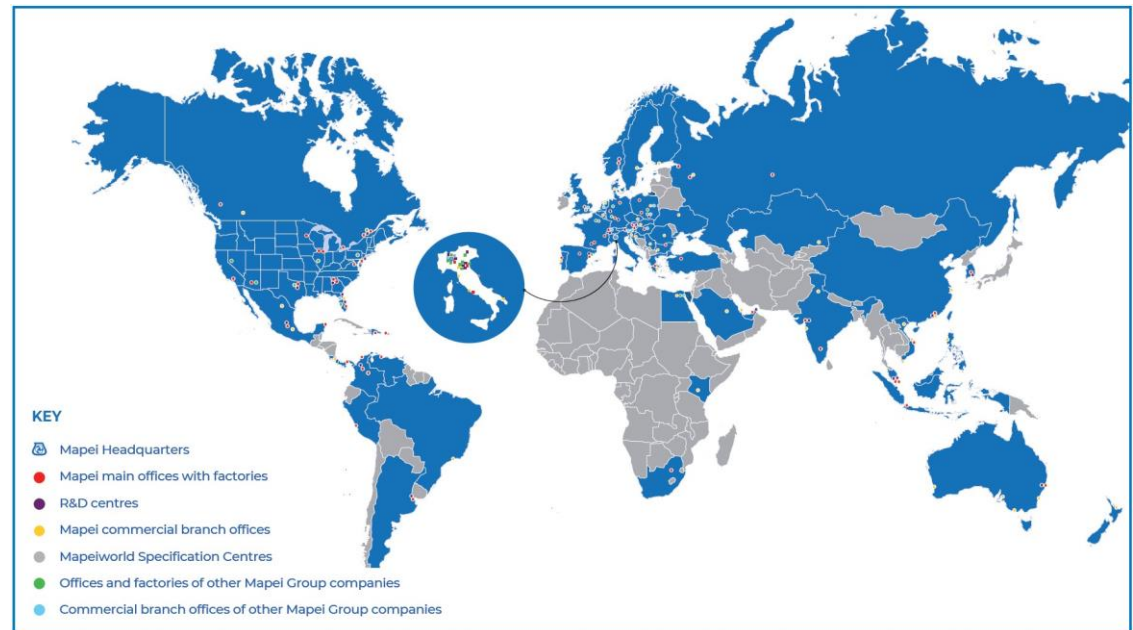 KEY
Mapei Headquarters
Mapei main offices with factories
R&D centres
Mapei commercial branch offices
Mapeiworld Specification Centres
Offices and factories of other Mapei Group companies
Commercial branch offices of other Mapei Group companies